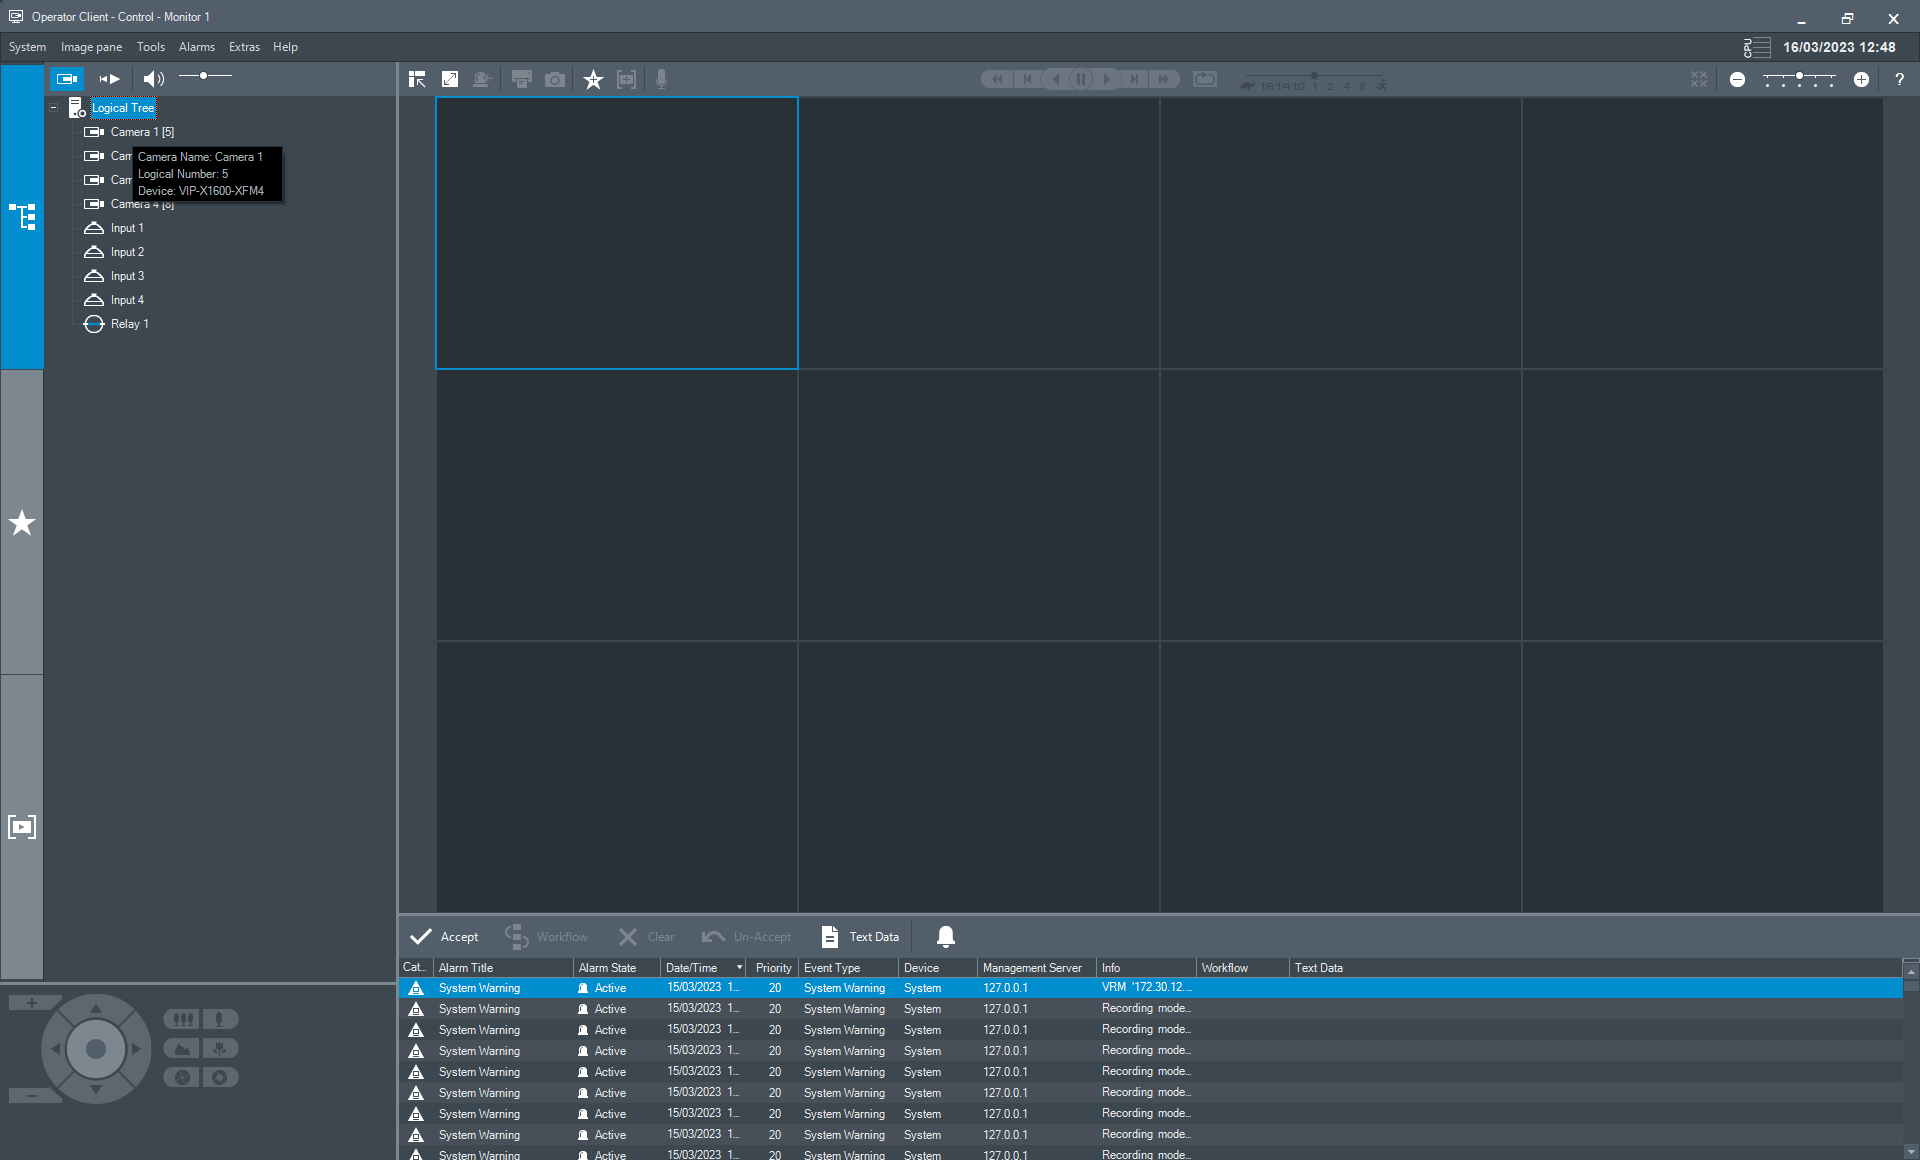 Operator Client - Control - Monitor 1
System Image pane Tools Alarms Extras Help
CPU 16/03/2023 12:48
1/8 1/4 1/2 1 2 4 8
?
Logical Tree
Camera 1 [5]
Cam
Cam
Camera 4 [8]
Camera Name: Camera 1
Logical Number: 5
Device: VIP-X1600-XFM4
Input 1
Input 2
Input 3
Input 4
Relay 1
Accept Workflow Clear Un-Accept Text Data
Cat... Alarm Title Alarm State Date/Time Priority Event Type Device Management Server Info Workflow Text Data
System Warning Active 15/03/2023 1... 20 System Warning System 127.0.0.1 VRM '172.30.12....
System Warning Active 15/03/2023 1... 20 System Warning System 127.0.0.1 Recording mode...
System Warning Active 15/03/2023 1... 20 System Warning System 127.0.0.1 Recording mode...
System Warning Active 15/03/2023 1... 20 System Warning System 127.0.0.1 Recording mode...
System Warning Active 15/03/2023 1... 20 System Warning System 127.0.0.1 Recording mode...
System Warning Active 15/03/2023 1... 20 System Warning System 127.0.0.1 Recording mode...
System Warning Active 15/03/2023 1... 20 System Warning System 127.0.0.1 Recording mode...
System Warning Active 15/03/2023 1... 20 System Warning System 127.0.0.1 Recording mode...
System Warning Active 15/03/2023 1... 20 System Warning System 127.0.0.1 Recording mode...